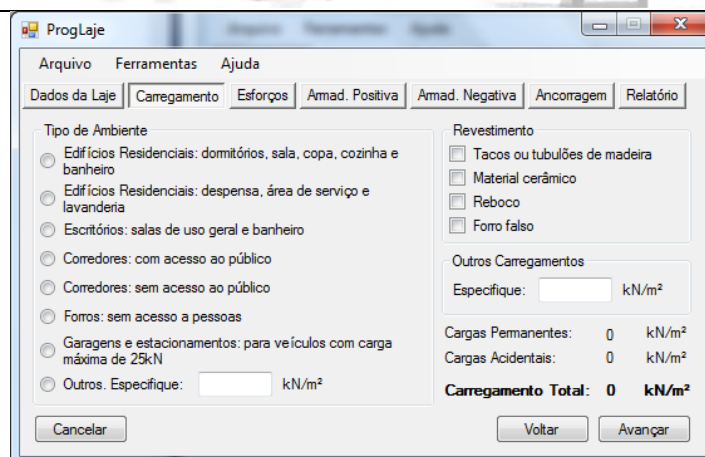 ProgLaje
Arquivo Ferramentas Ajuda
Dados da Laje Carregamento Esforços Armad. Positiva Armad. Negativa Ancorragem Relatório
Tipo de Ambiente
Edifícios Residenciais: dormitórios, sala, copa, cozinha e
banheiro
Edifícios Residenciais: despensa, área de serviço e
lavanderia
Escritórios: salas de uso geral e banheiro
Corredores: com acesso ao público
Corredores: sem acesso ao público
Forros: sem acesso a pessoas
Garagens e estacionamentos: para veículos com carga
máxima de 25kN
Outros. Especifique: kN/m²
Revestimento
Tacos ou tubulões de madeira
Material cerâmico
Reboco
Forro falso
Outros Carregamentos
Especifique: kN/m²
Cargas Permanentes: 0 kN/m²
Cargas Acidentais: 0 kN/m²
Carregamento Total: 0 kN/m²
Cancelar Voltar Avançar